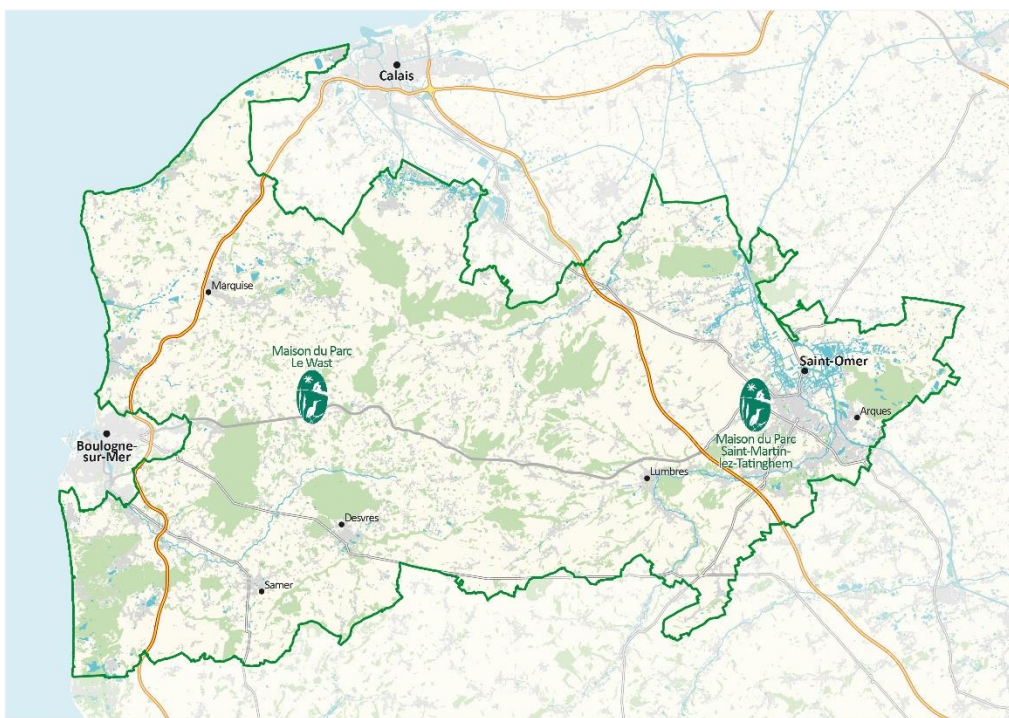 Calais
Marquise
Maison du Parc
Le Wast
Saint-Omer
Arques
Boulogne-
sur-Mer
Maison du Parc
Saint-Martin-
lez-Tatinghem
Lumbres
Desvres
Samer